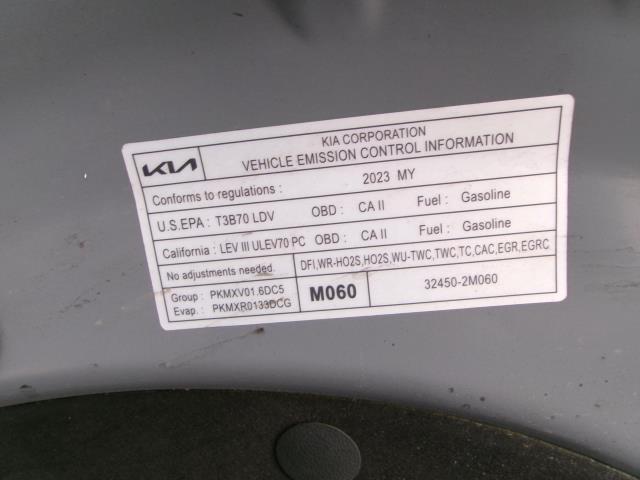 KIA CORPORATION
KIA VEHICLE EMISSION CONTROL INFORMATION
Conforms to regulations : 2023 MY
U.S.EPA : T3B70 LDV OBD : CA II Fuel : Gasoline
California : LEV III ULEV70 PC OBD : CA II Fuel : Gasoline
No adjustments needed. DFI,WR-HO2S,HO2S,WU-TWC,TWC,TC,CAC,EGR,EGRC
Group : PKMXV01.6DC5 M060 32450-2M060
Evap. : PKMXR0133DCG